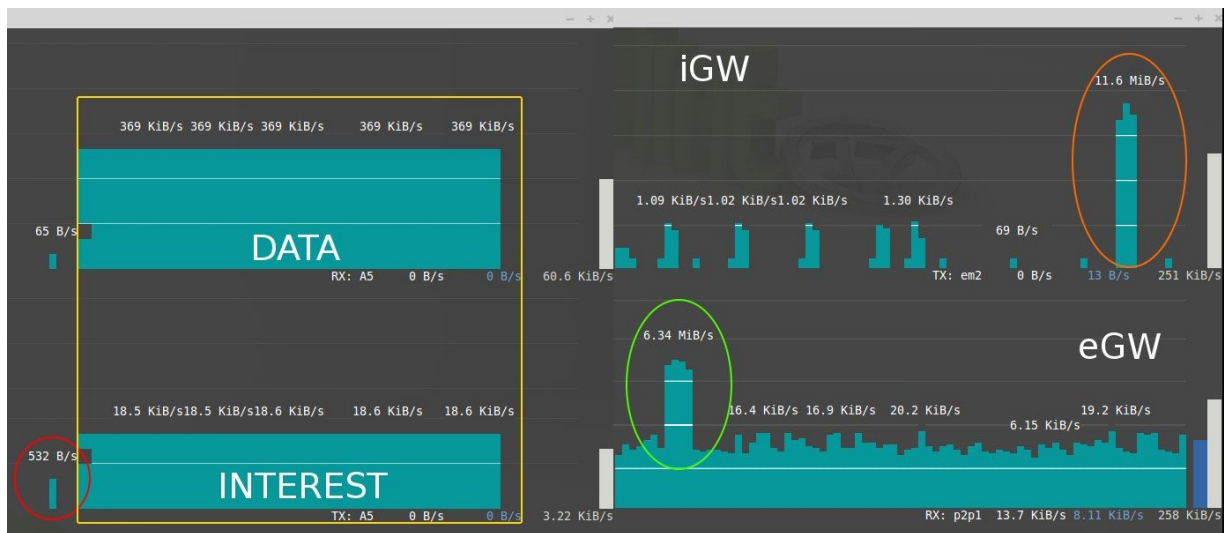 369 KiB/s 369 KiB/s 369 KiB/s 369 KiB/s 369 KiB/s
65 B/s
DATA
RX: A5 0 B/s 0 B/s 60.6 KiB/s
18.5 KiB/s18.5 KiB/s18.6 KiB/s 18.6 KiB/s 18.6 KiB/s
532 B/s
INTEREST
TX: A5 0 B/s 0 B/s 3.22 KiB/s
iGW
11.6 MiB/s
1.09 KiB/s1.02 KiB/s1.02 KiB/s 1.30 KiB/s
69 B/s
TX: em2 0 B/s 13 B/s 251 KiB/s
6.34 MiB/s
eGW
16.4 KiB/s 16.9 KiB/s 20.2 KiB/s 19.2 KiB/s
6.15 KiB/s
RX: p2p1 13.7 KiB/s 8.11 KiB/s 258 KiB/s